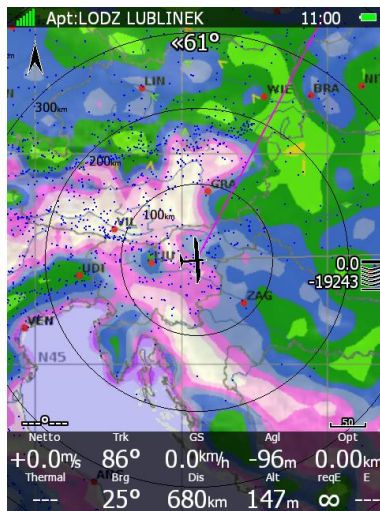 Apt:LODZ LUBLINEK 11:00
«61°
LIN
WIE BRA
NI
300km
200km
GRA
100km
VIL
LJU
UDI
0.0
-19243
ZAG
VEN
N45
50
Netto Trk GS Agl Opt
+0.0m/s 86° 0.0km/h -96m 0.00km
Thermal Brg Dis Alt reqE E
--- 25° 680km 147m ∞ ---